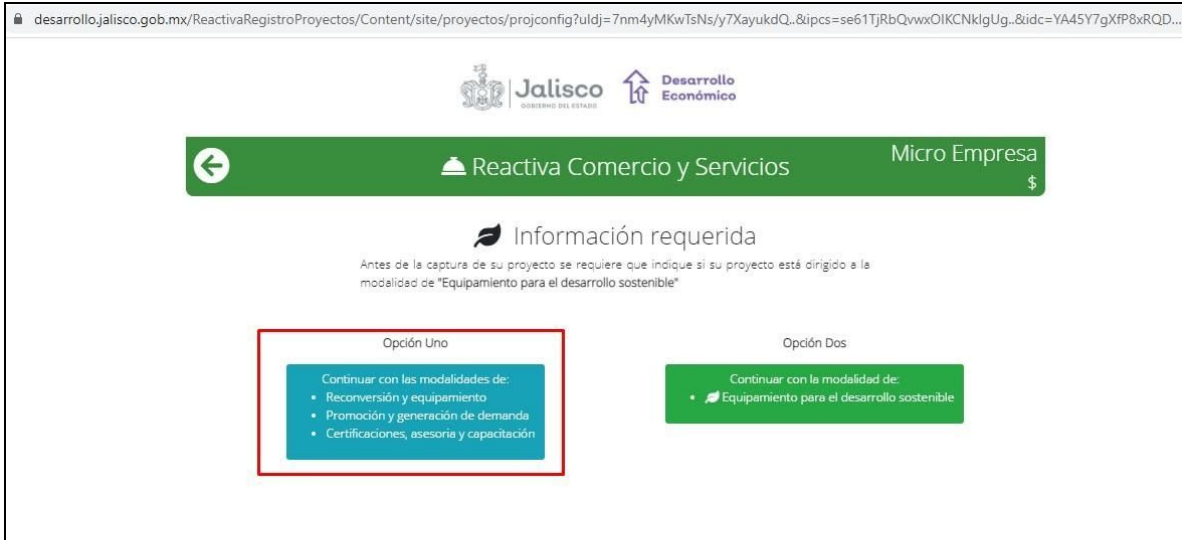 desarrollo.jalisco.gob.mx/ReactivaRegistroProyectos/Content/site/proyectos/projconfig?uIdj=7nm4yMKwTsNs/y7XayukdQ..&ipcs=se61TjRbQvwxOIKCNklgUg..&idc=YA45Y7gXfP8xRQD...
Jalisco
GOBIERNO DEL ESTADO
Desarrollo
Económico
Reactiva Comercio y Servicios
Micro Empresa
$
Información requerida
Antes de la captura de su proyecto se requiere que indique si su proyecto está dirigido a la
modalidad de "Equipamiento para el desarrollo sostenible"
Opción Uno
Continuar con las modalidades de:
• Reconversión y equipamiento
• Promoción y generación de demanda
• Certificaciones, asesoria y capacitación
Opción Dos
Continuar con la modalidad de:
• Equipamiento para el desarrollo sostenible